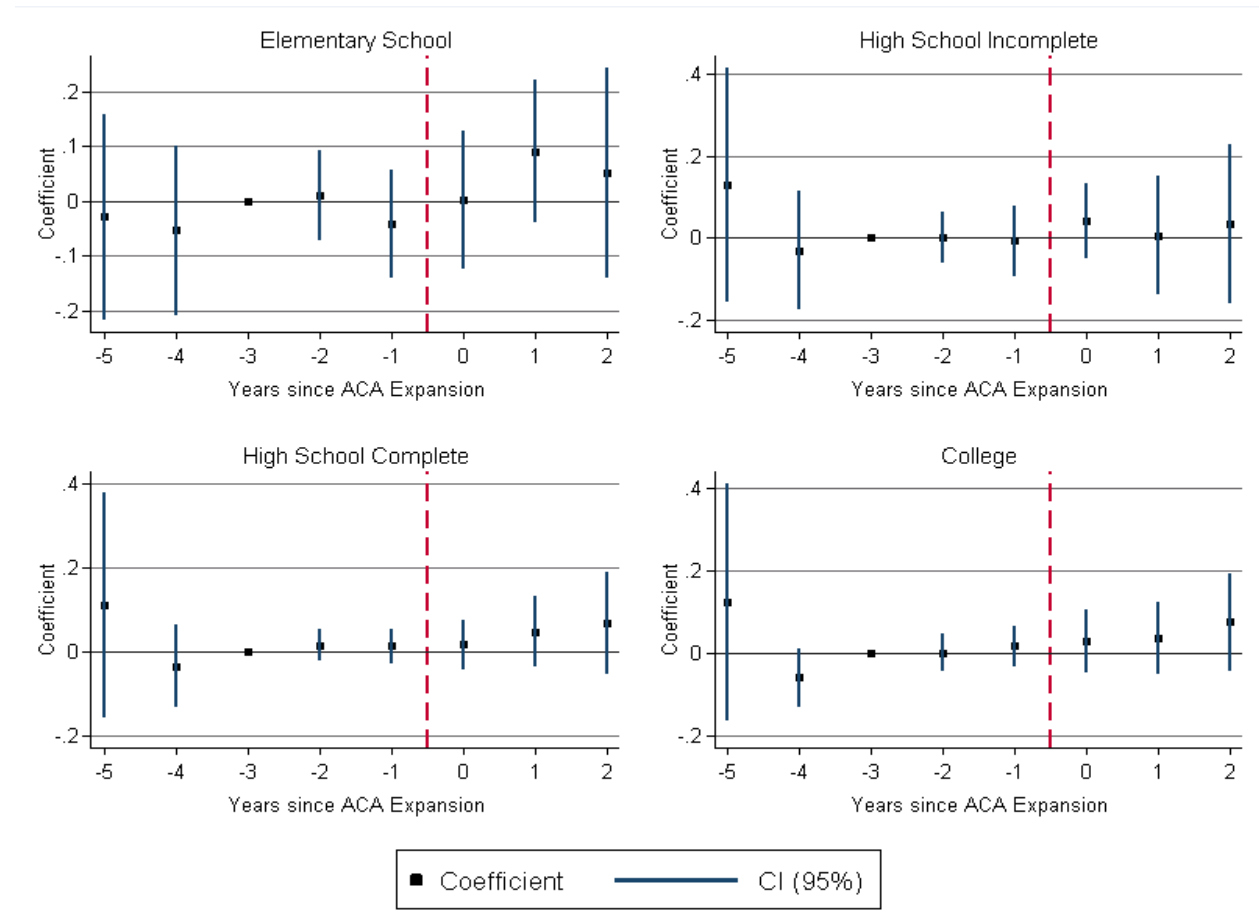 Elementary School
Coefficient
.2
.1
0
-.1
-.2
-5 -4 -3 -2 -1 0 1 2
Years since ACA Expansion
High School Incomplete
Coefficient
.4
.2
0
-.2
-5 -4 -3 -2 -1 0 1 2
Years since ACA Expansion
High School Complete
Coefficient
.4
.2
0
-.2
-5 -4 -3 -2 -1 0 1 2
Years since ACA Expansion
College
Coefficient
.4
.2
0
-.2
-5 -4 -3 -2 -1 0 1 2
Years since ACA Expansion
Coefficient CI (95%)